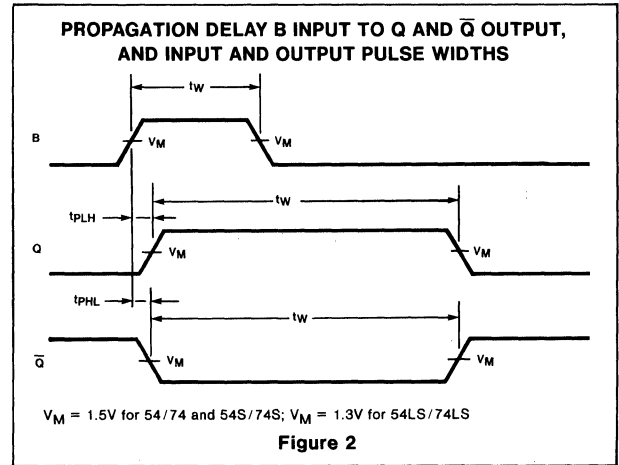 PROPAGATION DELAY B INPUT TO Q AND Q̅ OUTPUT,
AND INPUT AND OUTPUT PULSE WIDTHS
tW
B
VM
VM
tW
tPLH
Q
VM
VM
tPHL
tW
Q̅
VM
VM
VM = 1.5V for 54/74 and 54S/74S; VM = 1.3V for 54LS/74LS
Figure 2